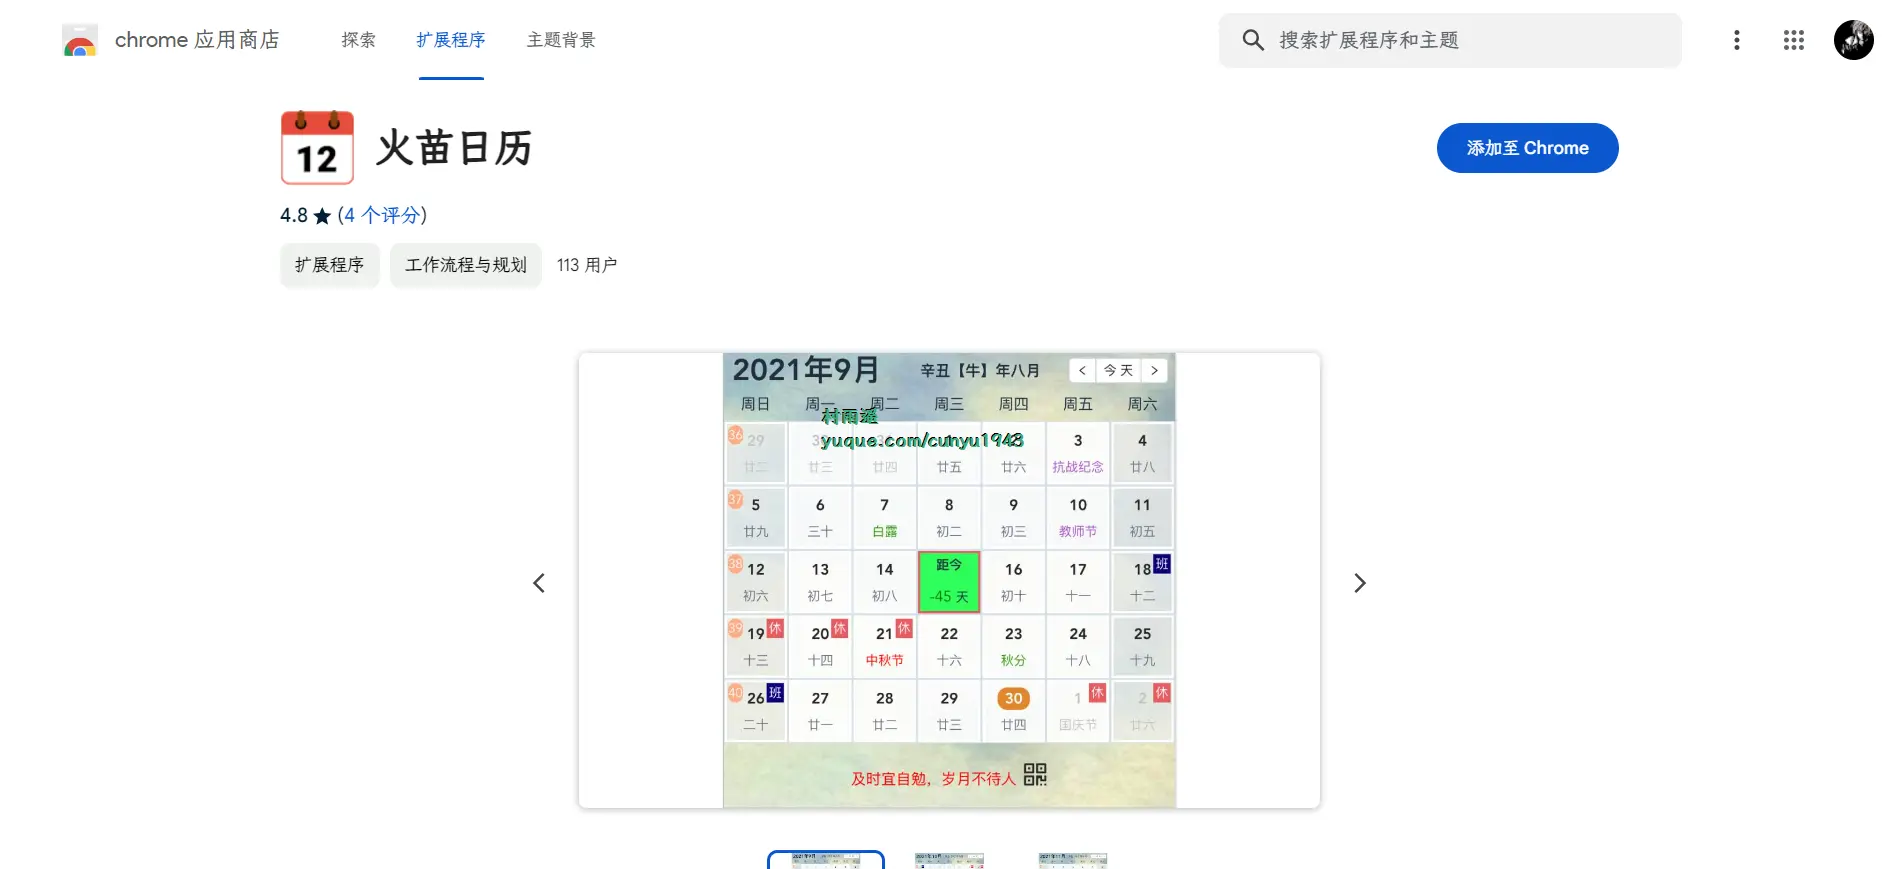 chrome 应用商店
探索
扩展程序
主题背景
搜索扩展程序和主题
12
火苗日历
添加至 Chrome
4.8 ★ (4 个评分)
扩展程序
工作流程与规划
113 用户
2021年9月
辛丑【牛】年八月
< 今天 >
周日 周一 周二 周三 周四 周五 周六
村雨遥
yuque.com/cunyu1943
36 29 1 2 3 4
廿二 廿三 廿四 廿五 廿六 抗战纪念 廿八
37 5 6 7 8 9 10 11
廿九 三十 白露 初二 初三 教师节 初五
38 12 13 14 距今 16 17 18 班
初六 初七 初八 -45 天 初十 十一 十二
39 19 休 20 休 21 休 22 23 24 25
十三 十四 中秋节 十六 秋分 十八 十九
40 26 班 27 28 29 30 1 休 2 休
二十 廿一 廿二 廿三 廿四 国庆节 廿六
及时宜自勉，岁月不待人